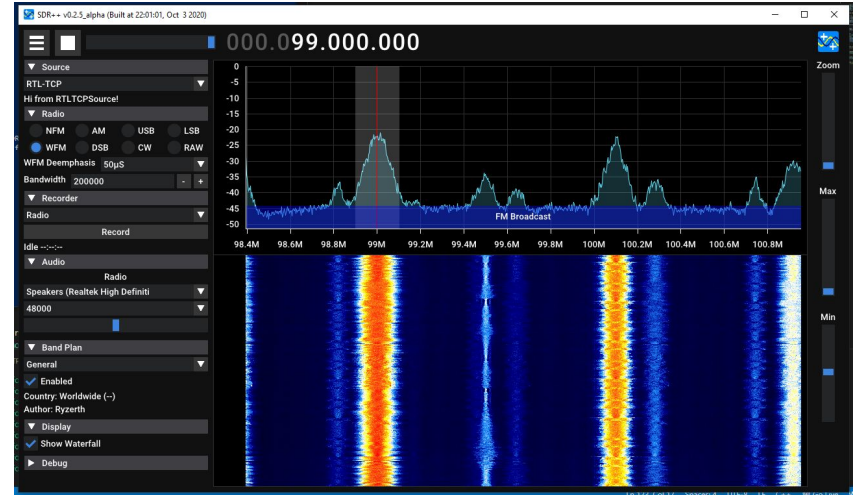 SDR++ v0.2.5_alpha (Built at 22:01:01, Oct 3 2020)
000.099.000.000
Source
RTL-TCP
Hi from RTLTCPSource!
Radio
NFM AM USB LSB
WFM DSB CW RAW
WFM Deemphasis 50µS
Bandwidth 200000 - +
Recorder
Radio
Record
Idle --:--:--
Audio
Radio
Speakers (Realtek High Definiti
48000
Band Plan
General
Enabled
Country: Worldwide (--)
Author: Ryzerth
Display
Show Waterfall
Debug
0
-5
-10
-15
-20
-25
-30
-35
-40
-45
-50
FM Broadcast
98.4M 98.6M 98.8M 99M 99.2M 99.4M 99.6M 99.8M 100M 100.2M 100.4M 100.6M 100.8M
Zoom
Max
Min